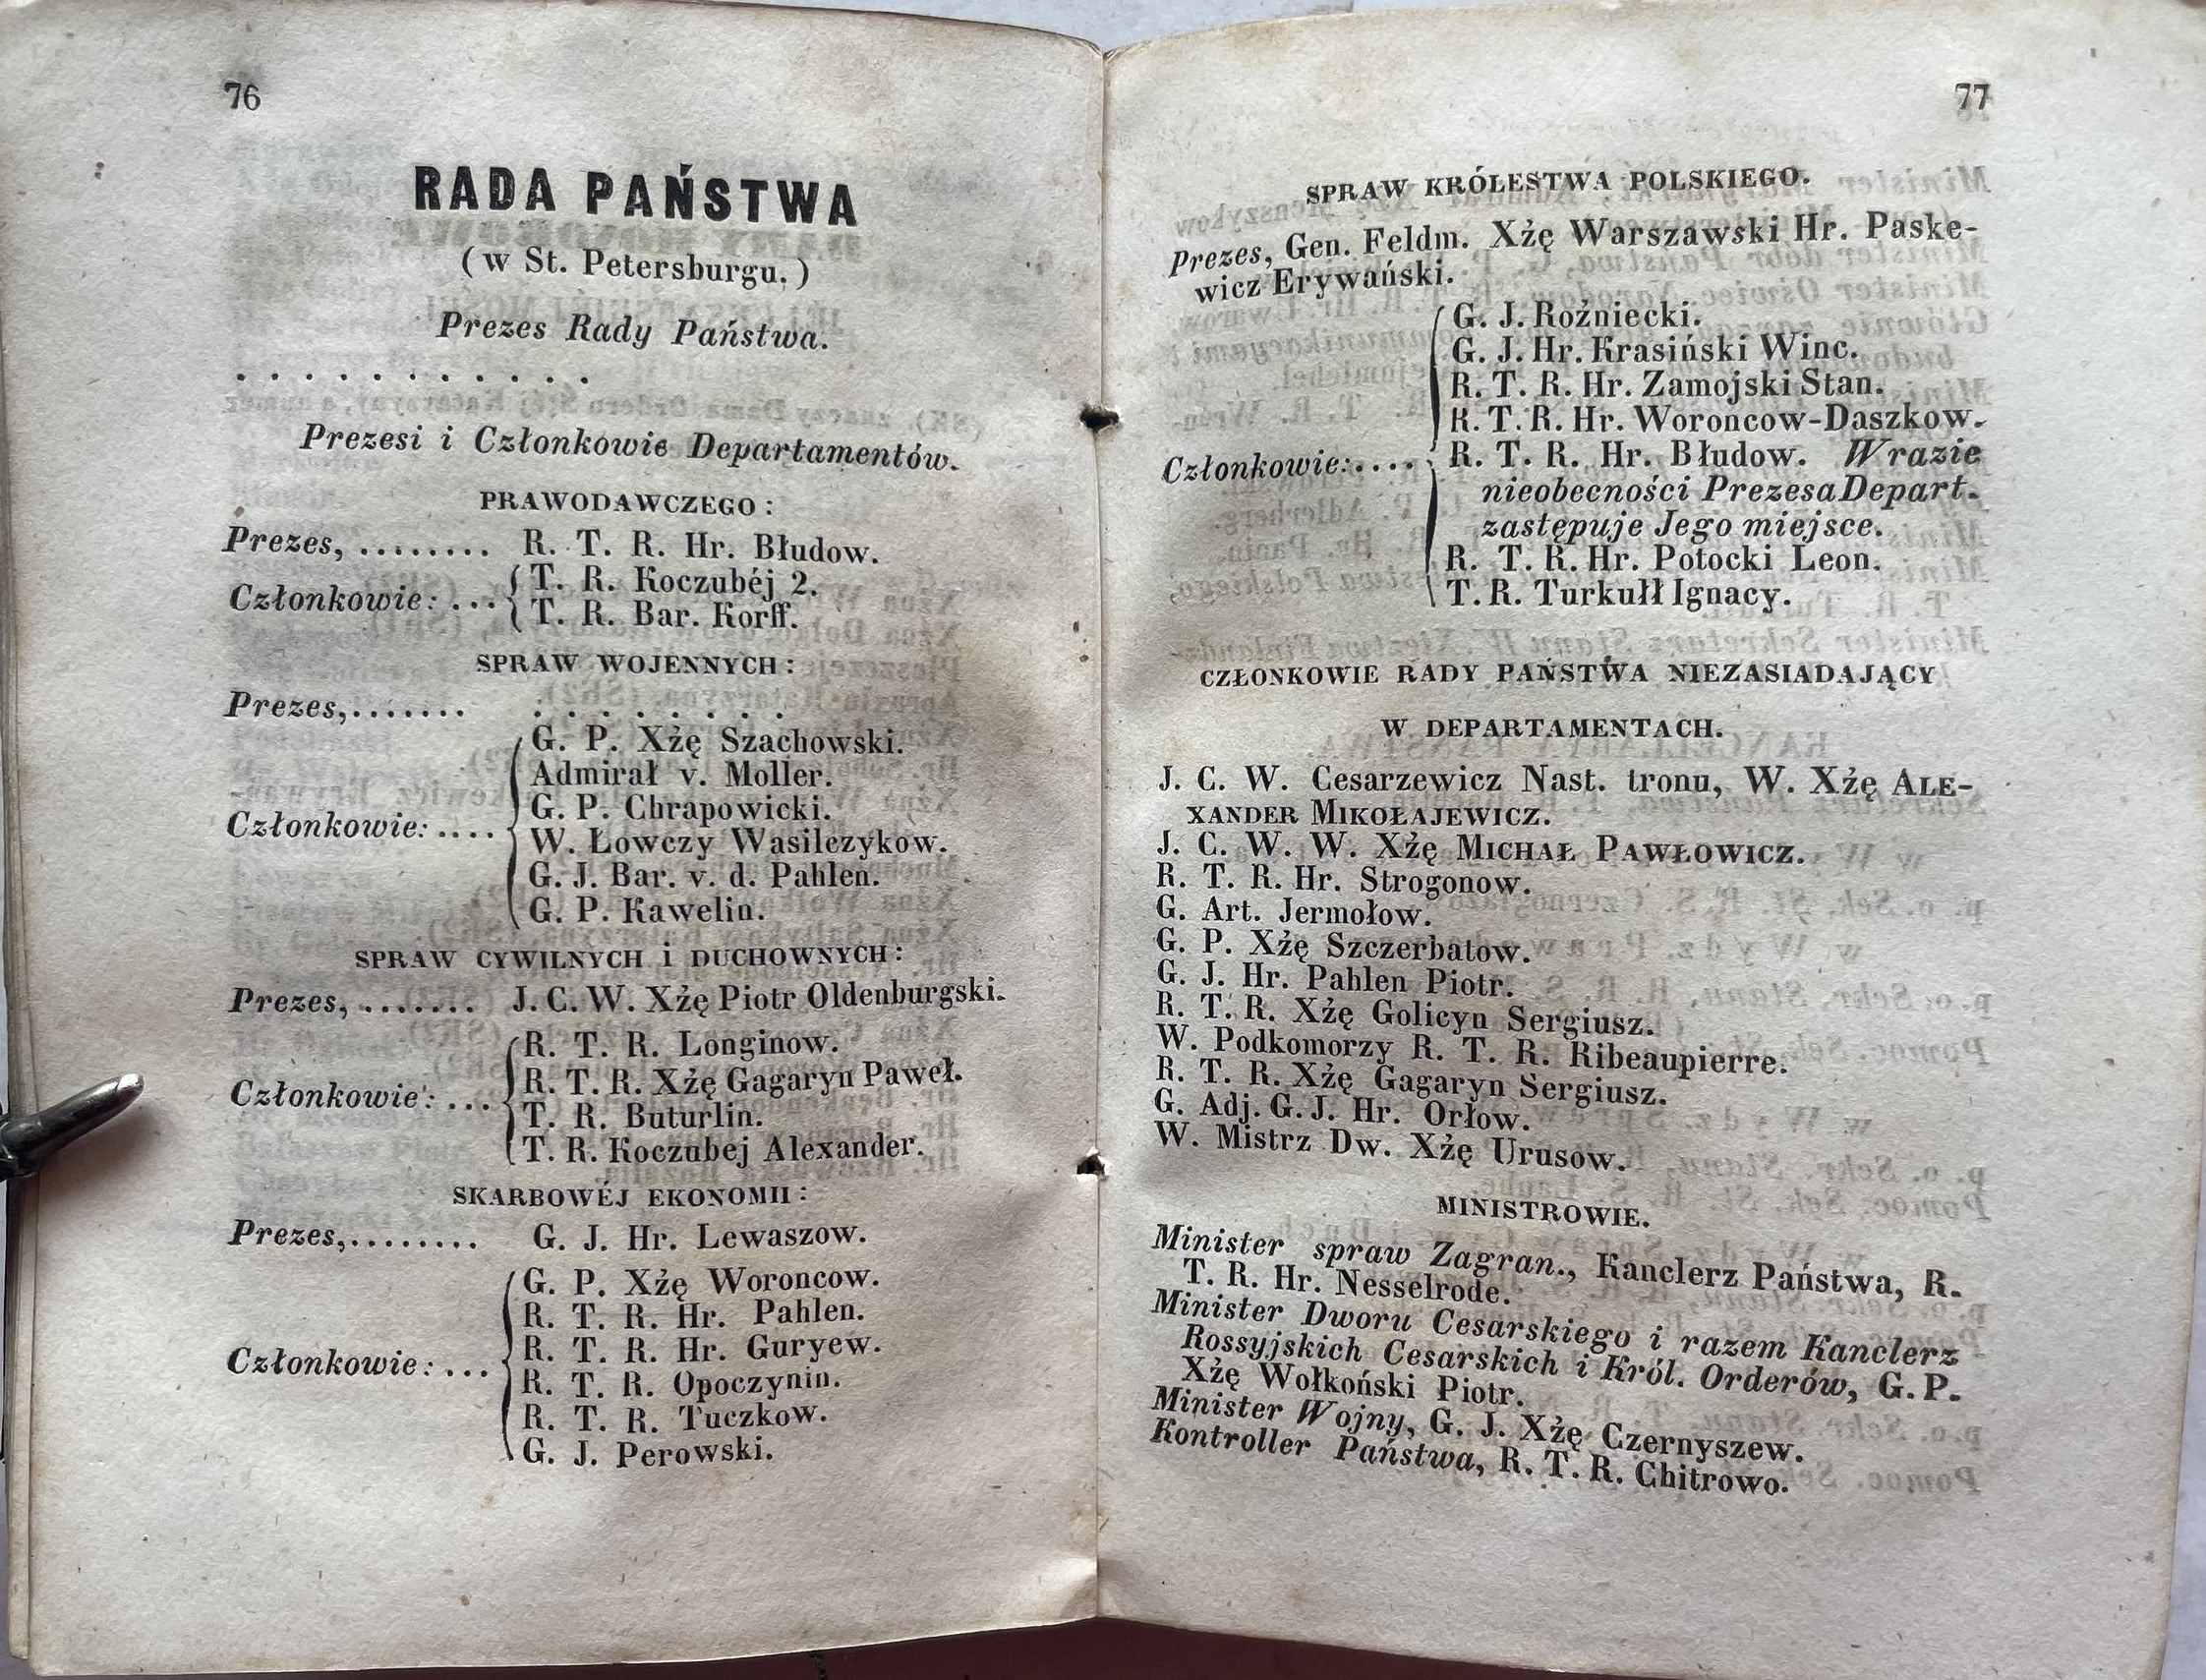 76
RADA PAŃSTWA
(w St. Petersburgu.)
Prezes Rady Państwa.
. . . . . . . . . . . .
Prezesi i Członkowie Departamentów.
PRAWODAWCZEGO:
Prezes, ........ R. T. R. Hr. Błudow.
Członkowie: ... T. R. Koczubéj 2.
T. R. Bar. Korff.
SPRAW WOJENNYCH:
Prezes,....... . . . . . . . . .
G. P. Xżę Szachowski.
Admirał v. Moller.
G. P. Chrapowicki.
Członkowie: .... W. Łowczy Wasilczykow.
G. J. Bar. v. d. Pahlen.
G. P. Kawelin.
SPRAW CYWILNYCH i DUCHOWNYCH:
Prezes, ....... J. C. W. Xżę Piotr Oldenburgski.
R. T. R. Longinow.
R. T. R. Xżę Gagaryn Paweł.
Członkowie: ... T. R. Buturlin.
T. R. Koczubej Alexander.
SKARBOWÉJ EKONOMII:
Prezes,........ G. J. Hr. Lewaszow.
G. P. Xżę Woroncow.
R. T. R. Hr. Pahlen.
R. T. R. Hr. Guryew.
Członkowie: ... R. T. R. Opoczynin.
R. T. R. Tuczkow.
G. J. Perowski.
77
SPRAW KRÓLESTWA POLSKIEGO.
Prezes, Gen. Feldm. Xżę Warszawski Hr. Paske-
wicz Erywański.
G. J. Rożniecki.
G. J. Hr. Krasiński Winc.
R. T. R. Hr. Zamojski Stan.
R. T. R. Hr. Woroncow-Daszkow.
Członkowie:.... R. T. R. Hr. Błudow. W razie
nieobecności Prezesa Depart.
zastępuje Jego miejsce.
R. T. R. Hr. Potocki Leon.
T. R. Turkułł Ignacy.
CZŁONKOWIE RADY PAŃSTWA NIEZASIADAJĄCY
W DEPARTAMENTACH.
J. C. W. Cesarzewicz Nast. tronu, W. Xżę ALE-
XANDER MIKOŁAJEWICZ.
J. C. W. W. Xżę MICHAŁ PAWŁOWICZ.
R. T. R. Hr. Strogonow.
G. Art. Jermołow.
G. P. Xżę Szczerbatow.
G. J. Hr. Pahlen Piotr.
R. T. R. Xżę Golicyn Sergiusz.
W. Podkomorzy R. T. R. Ribeaupierre.
R. T. R. Xżę Gagaryn Sergiusz.
G. Adj. G. J. Hr. Orłow.
W. Mistrz Dw. Xżę Urusow.
MINISTROWIE.
Minister spraw Zagran., Kanclerz Państwa, R.
T. R. Hr. Nesselrode.
Minister Dworu Cesarskiego i razem Kanclerz
Rossyjskich Cesarskich i Król. Orderów, G. P.
Xżę Wołkoński Piotr.
Minister Wojny, G. J. Xżę Czernyszew.
Kontroller Państwa, R. T. R. Chitrowo.